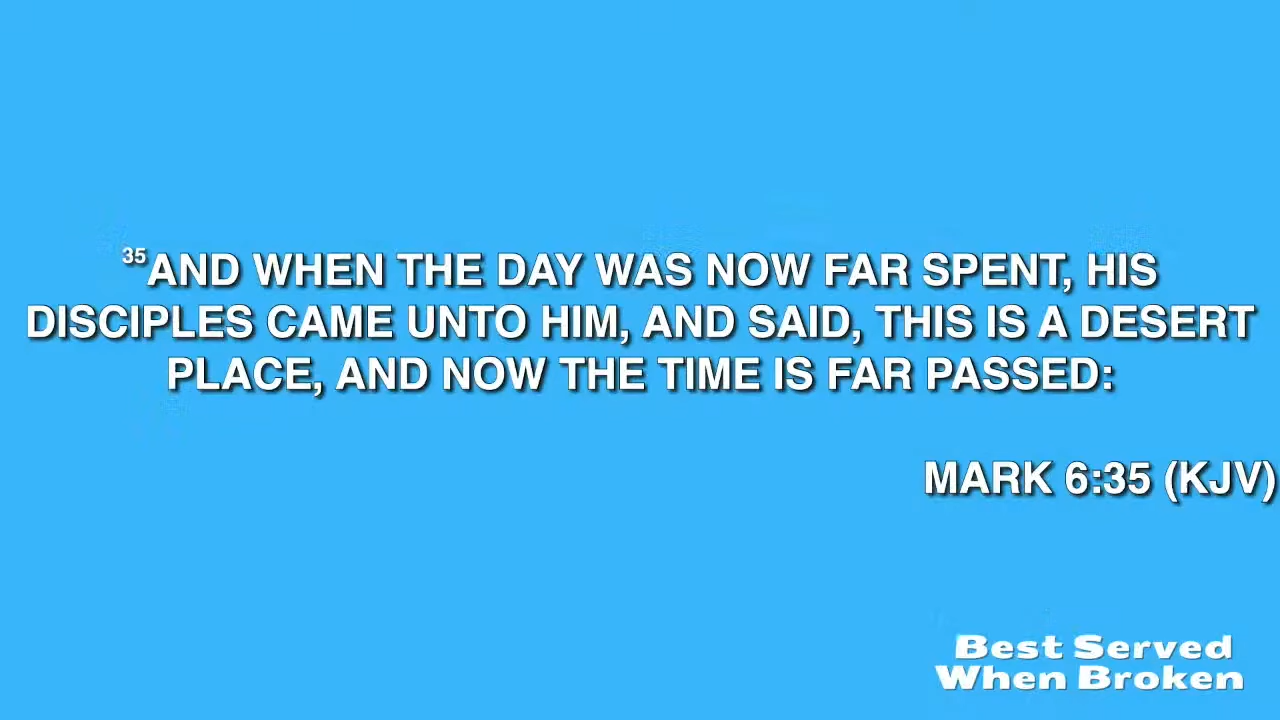 35AND WHEN THE DAY WAS NOW FAR SPENT, HIS
DISCIPLES CAME UNTO HIM, AND SAID, THIS IS A DESERT
PLACE, AND NOW THE TIME IS FAR PASSED:
MARK 6:35 (KJV)
Best Served
When Broken